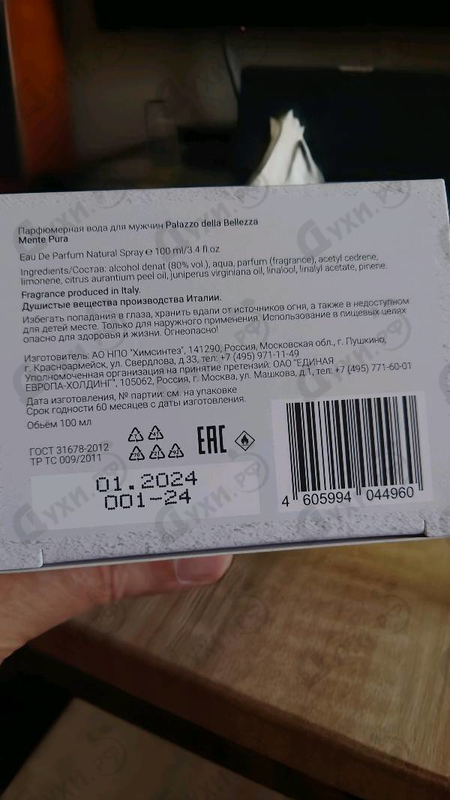 Парфюмерная вода для мужчин Palazzo della Bellezza
Mente Pura
Eau De Parfum Natural Spray e 100 ml/3.4 fl.oz
Ingredients/Состав: alcohol denat (80% vol.), aqua, parfum (fragrance), acetyl cedrene,
limonene, citrus aurantium peel oil, juniperus virginiana oil, linalool, linalyl acetate, pinene.
Fragrance produced in Italy.
Душистые вещества производства Италии.
Избегать попадания в глаза, хранить вдали от источников огня, а также в недоступном
для детей месте. Только для наружного применения. Использование в пищевых целях
опасно для здоровья и жизни. Огнеопасно!
Изготовитель: АО НПО "Химсинтез", 141290, Россия, Московская обл., г. Пушкино,
г. Красноармейск, ул. Свердлова, д.33, тел: +7 (495) 971-11-49
Уполномоченная организация на принятие претензий: ОАО "ЕДИНАЯ
ЕВРОПА-ХОЛДИНГ", 105062, Россия, г. Москва, ул. Машкова, д.1, тел: +7 (495) 771-60-01
Дата изготовления, № партии: см. на упаковке
Срок годности 60 месяцев с даты изготовления.
Объём 100 мл
ГОСТ 31678-2012
ТР ТС 009/2011
EAC
01.2024
001-24
4 605994 044960
Духи.рф